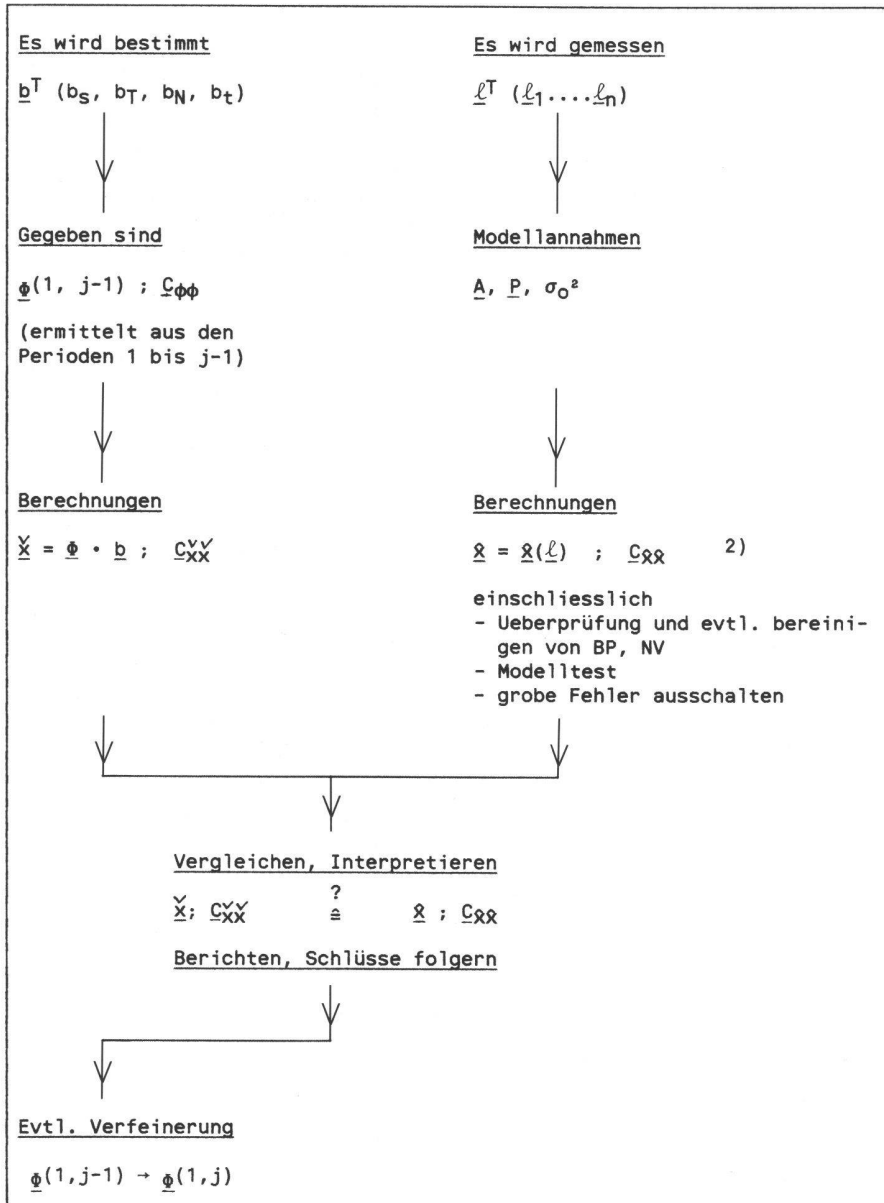 Es wird bestimmt
b^T (b_s, b_T, b_N, b_t)
Gegeben sind
Φ(1, j-1) ; C_ΦΦ
(ermittelt aus den
Perioden 1 bis j-1)
Berechnungen
x̌ = Φ · b ; C_x̌x̌
Es wird gemessen
ℓ^T (ℓ_1....ℓ_n)
Modellannahmen
A, P, σ_o²
Berechnungen
x̂ = x̂(ℓ) ; C_x̂x̂ 2)
einschliesslich
- Ueberprüfung und evtl. bereini-
gen von BP, NV
- Modelltest
- grobe Fehler ausschalten
Vergleichen, Interpretieren
?
x̌; C_x̌x̌ ≙ x̂ ; C_x̂x̂
Berichten, Schlüsse folgern
Evtl. Verfeinerung
Φ(1,j-1) → Φ(1,j)